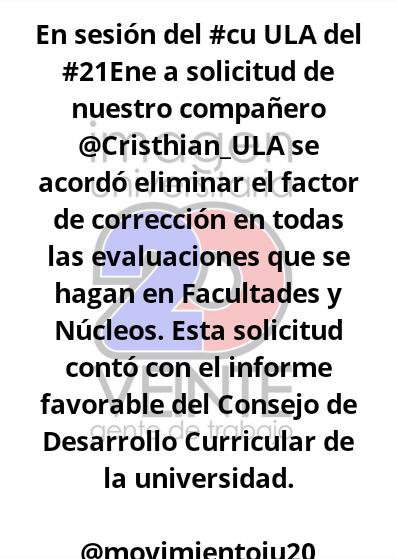 En sesión del #cu ULA del
#21Ene a solicitud de
nuestro compañero
@Cristhian_ULA se
acordó eliminar el factor
de corrección en todas
las evaluaciones que se
hagan en Facultades y
Núcleos. Esta solicitud
contó con el informe
favorable del Consejo de
Desarrollo Curricular de
la universidad.
@movimientoiu20
imagen
universitaria
20
VEINTE
gente de trabajo